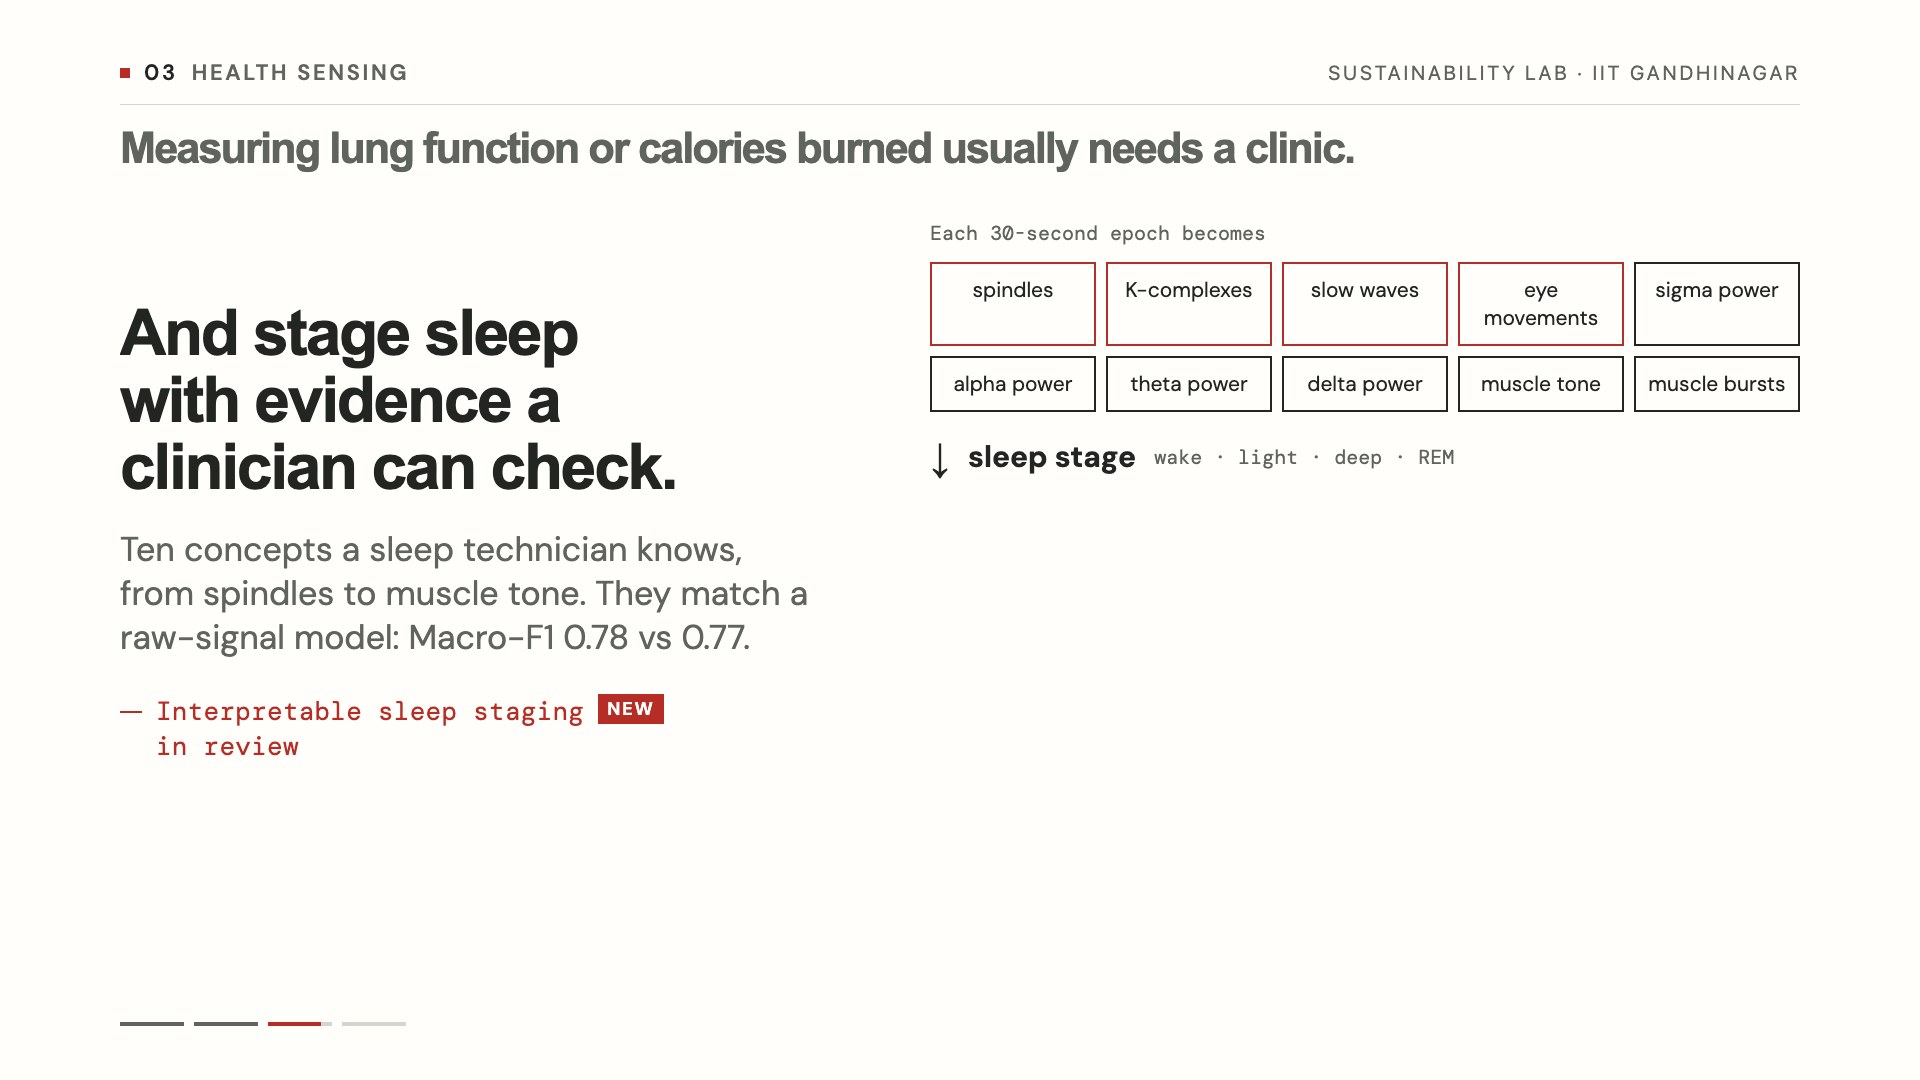 03 HEALTH SENSING
SUSTAINABILITY LAB · IIT GANDHINAGAR
Measuring lung function or calories burned usually needs a clinic.
And stage sleep
with evidence a
clinician can check.
Ten concepts a sleep technician knows,
from spindles to muscle tone. They match a
raw-signal model: Macro-F1 0.78 vs 0.77.
— Interpretable sleep staging NEW
in review
Each 30-second epoch becomes
spindles
K-complexes
slow waves
eye
movements
sigma power
alpha power
theta power
delta power
muscle tone
muscle bursts
↓ sleep stage wake · light · deep · REM